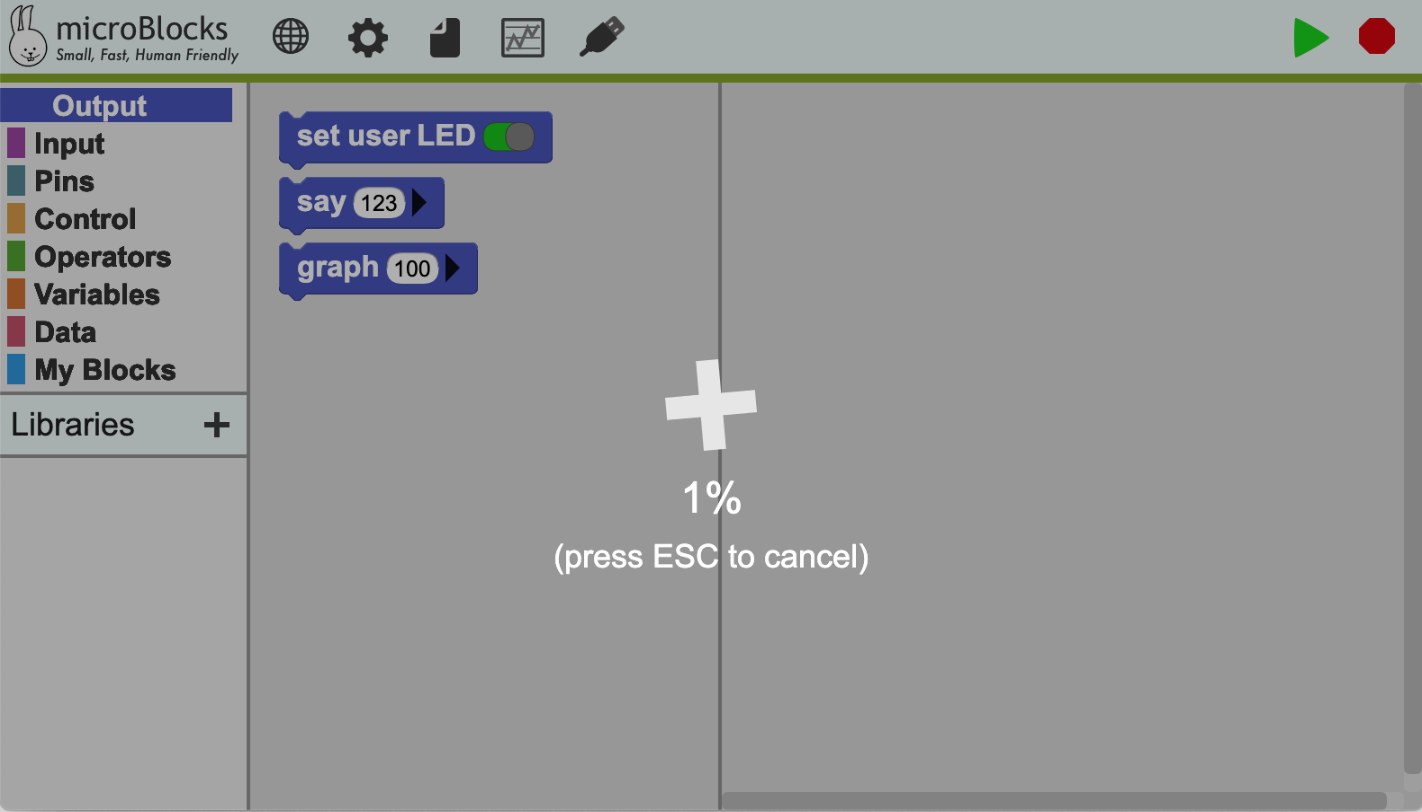 microBlocks
Small, Fast, Human Friendly
Output
Input
Pins
Control
Operators
Variables
Data
My Blocks
Libraries +
set user LED
say 123
graph 100
1%
(press ESC to cancel)